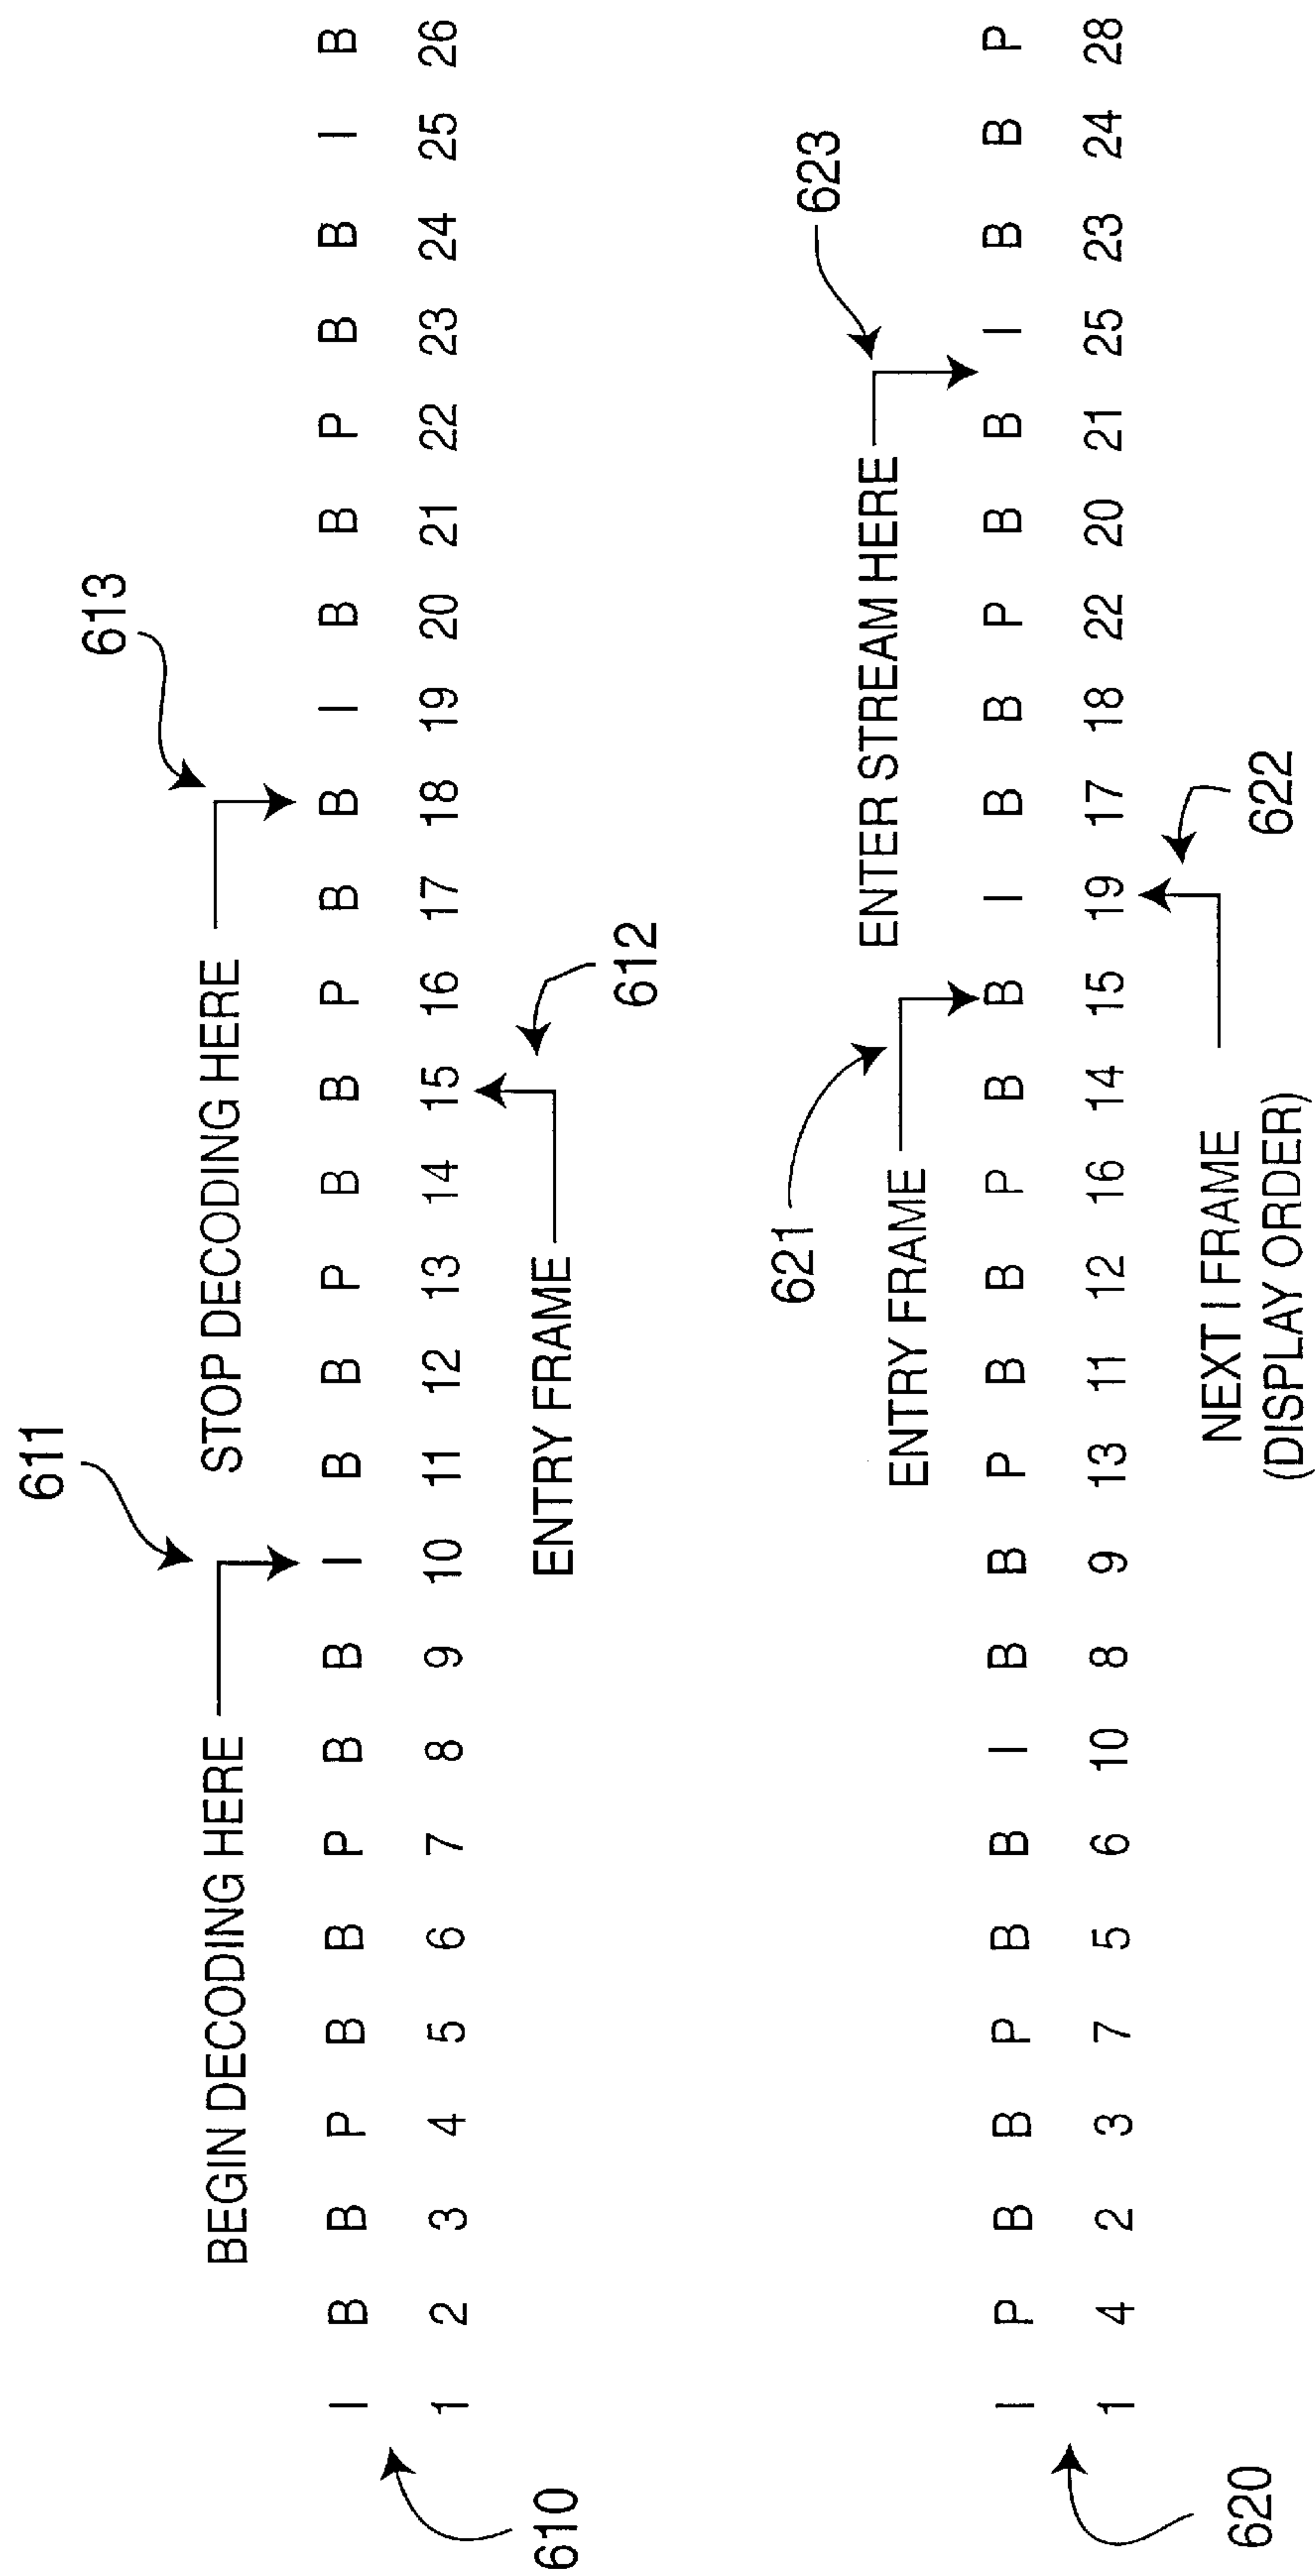 611
613
BEGIN DECODING HERE
STOP DECODING HERE
I B B P B B P B B I B B P B B P B B I B B P B B I B
1 2 3 4 5 6 7 8 9 10 11 12 13 14 15 16 17 18 19 20 21 22 23 24 25 26
610
ENTRY FRAME
612
621
623
ENTRY FRAME
ENTER STREAM HERE
I P B B P B B I B B P B B P B B I B B P B B I B B P
1 4 2 3 7 5 6 10 8 9 13 11 12 16 14 15 19 17 18 22 20 21 25 23 24 28
620
NEXT I FRAME
(DISPLAY ORDER)
622